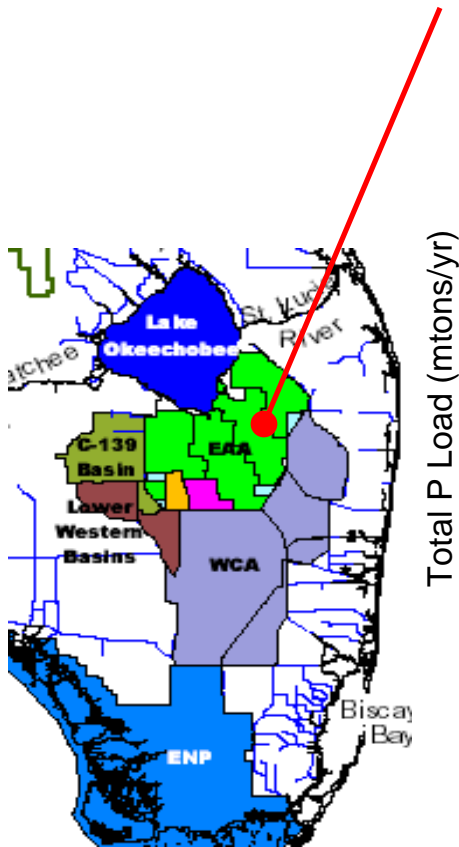 St. Lucie
River
Lake
Okeechobee
atchee
EAA
C-139
Basin
Lower
Western
Basins
WCA
Biscay
Bay
ENP
Total P Load (mtons/yr)